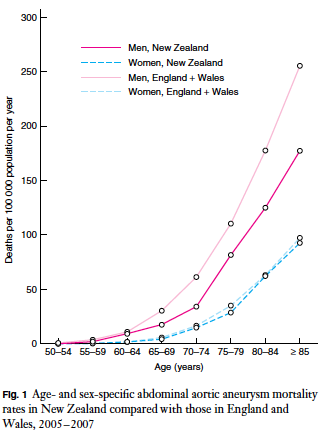 300
250
200
150
100
50
0
Deaths per 100 000 population per year
Men, New Zealand
Women, New Zealand
Men, England + Wales
Women, England + Wales
50–54 55–59 60–64 65–69 70–74 75–79 80–84 ≥ 85
Age (years)
Fig. 1 Age- and sex-specific abdominal aortic aneurysm mortality
rates in New Zealand compared with those in England and
Wales, 2005–2007